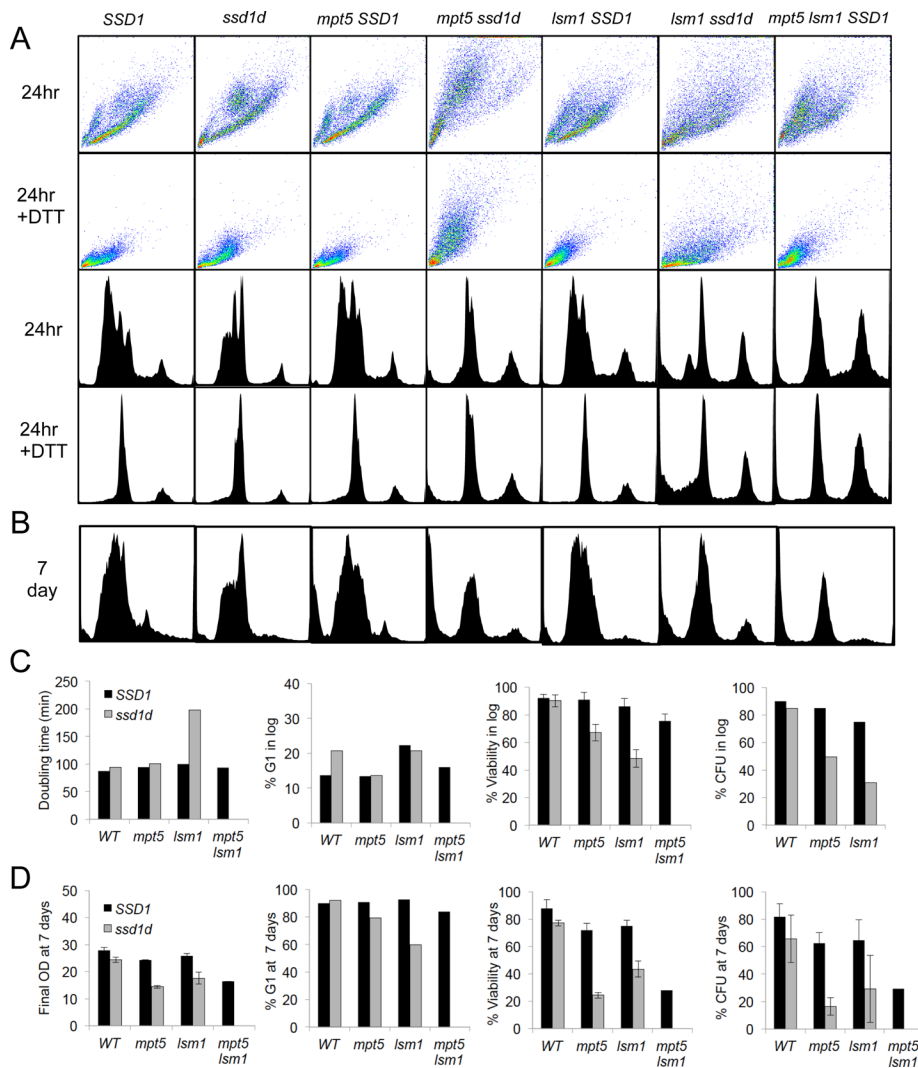 SSD1 ssd1d mpt5 SSD1 mpt5 ssd1d lsm1 SSD1 lsm1 ssd1d mpt5 lsm1 SSD1
A
24hr
24hr
+DTT
24hr
24hr
+DTT
B
7
day
C
Doubling time (min)
250
200
150
100
50
0
SSD1
ssd1d
WT mpt5 lsm1 mpt5
lsm1
% G1 in log
40
30
20
10
0
WT mpt5 lsm1 mpt5
lsm1
% Viability in log
100
80
60
40
20
0
WT mpt5 lsm1 mpt5
lsm1
% CFU in log
100
80
60
40
20
0
WT mpt5 lsm1 mpt5
lsm1
D
Final OD at 7 days
50
40
30
20
10
0
SSD1
ssd1d
WT mpt5 lsm1 mpt5
lsm1
% G1 at 7 days
100
80
60
40
20
0
WT mpt5 lsm1 mpt5
lsm1
% Viability at 7 days
100
80
60
40
20
0
WT mpt5 lsm1 mpt5
lsm1
% CFU at 7 days
100
80
60
40
20
0
WT mpt5 lsm1 mpt5
lsm1